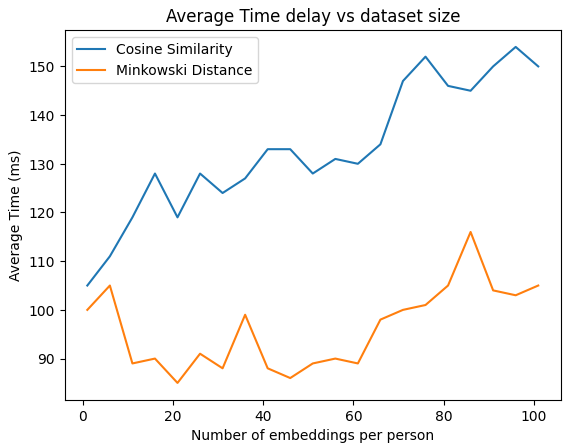 Average Time delay vs dataset size
Cosine Similarity
Minkowski Distance
150
140
130
120
110
100
90
Average Time (ms)
0 20 40 60 80 100
Number of embeddings per person